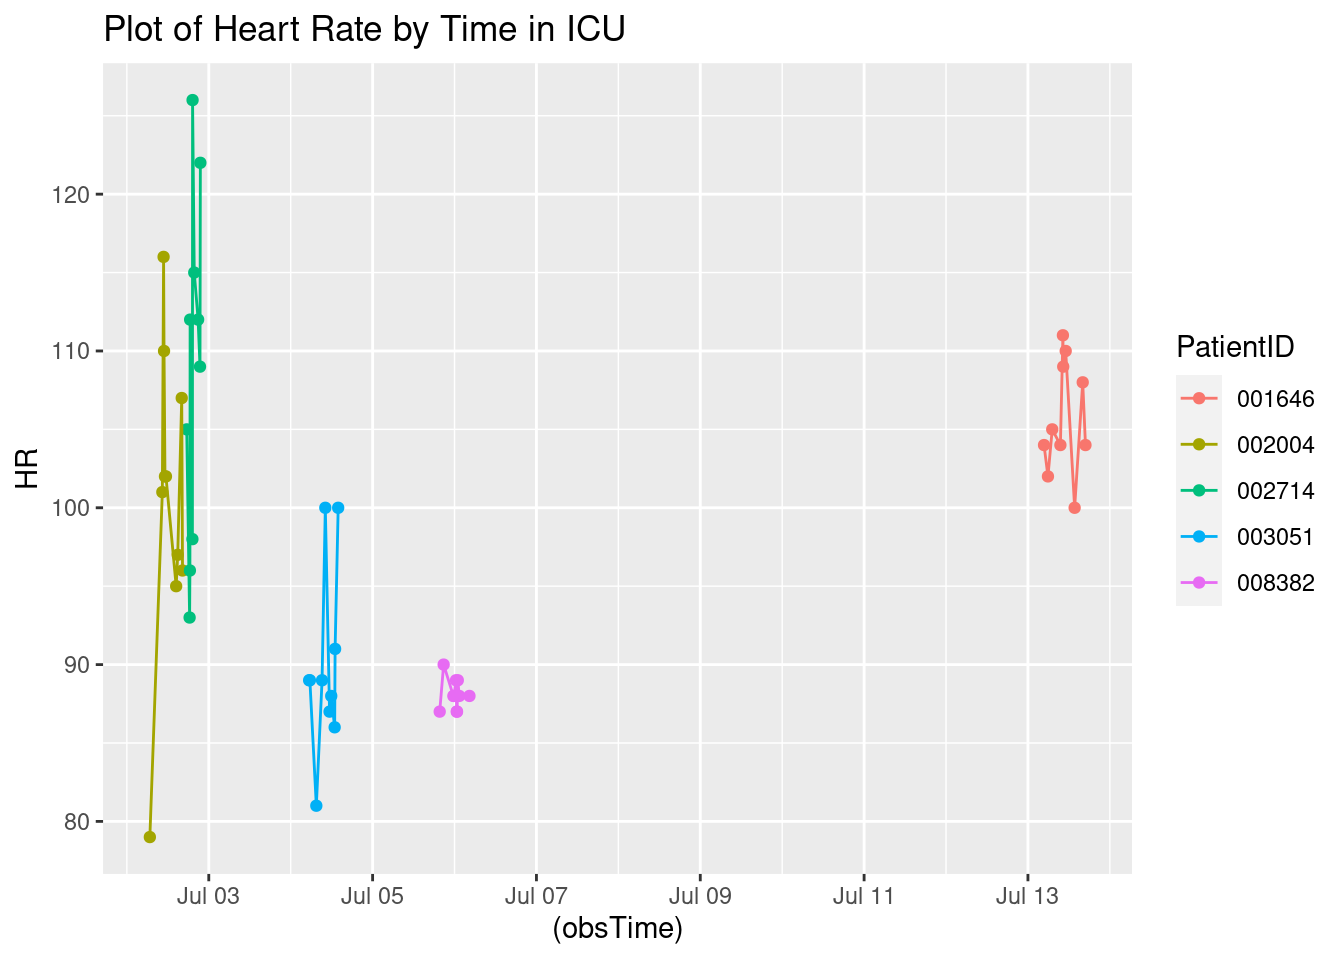 Plot of Heart Rate by Time in ICU
HR
120
110
100
90
80
Jul 03 Jul 05 Jul 07 Jul 09 Jul 11 Jul 13
(obsTime)
PatientID
001646
002004
002714
003051
008382